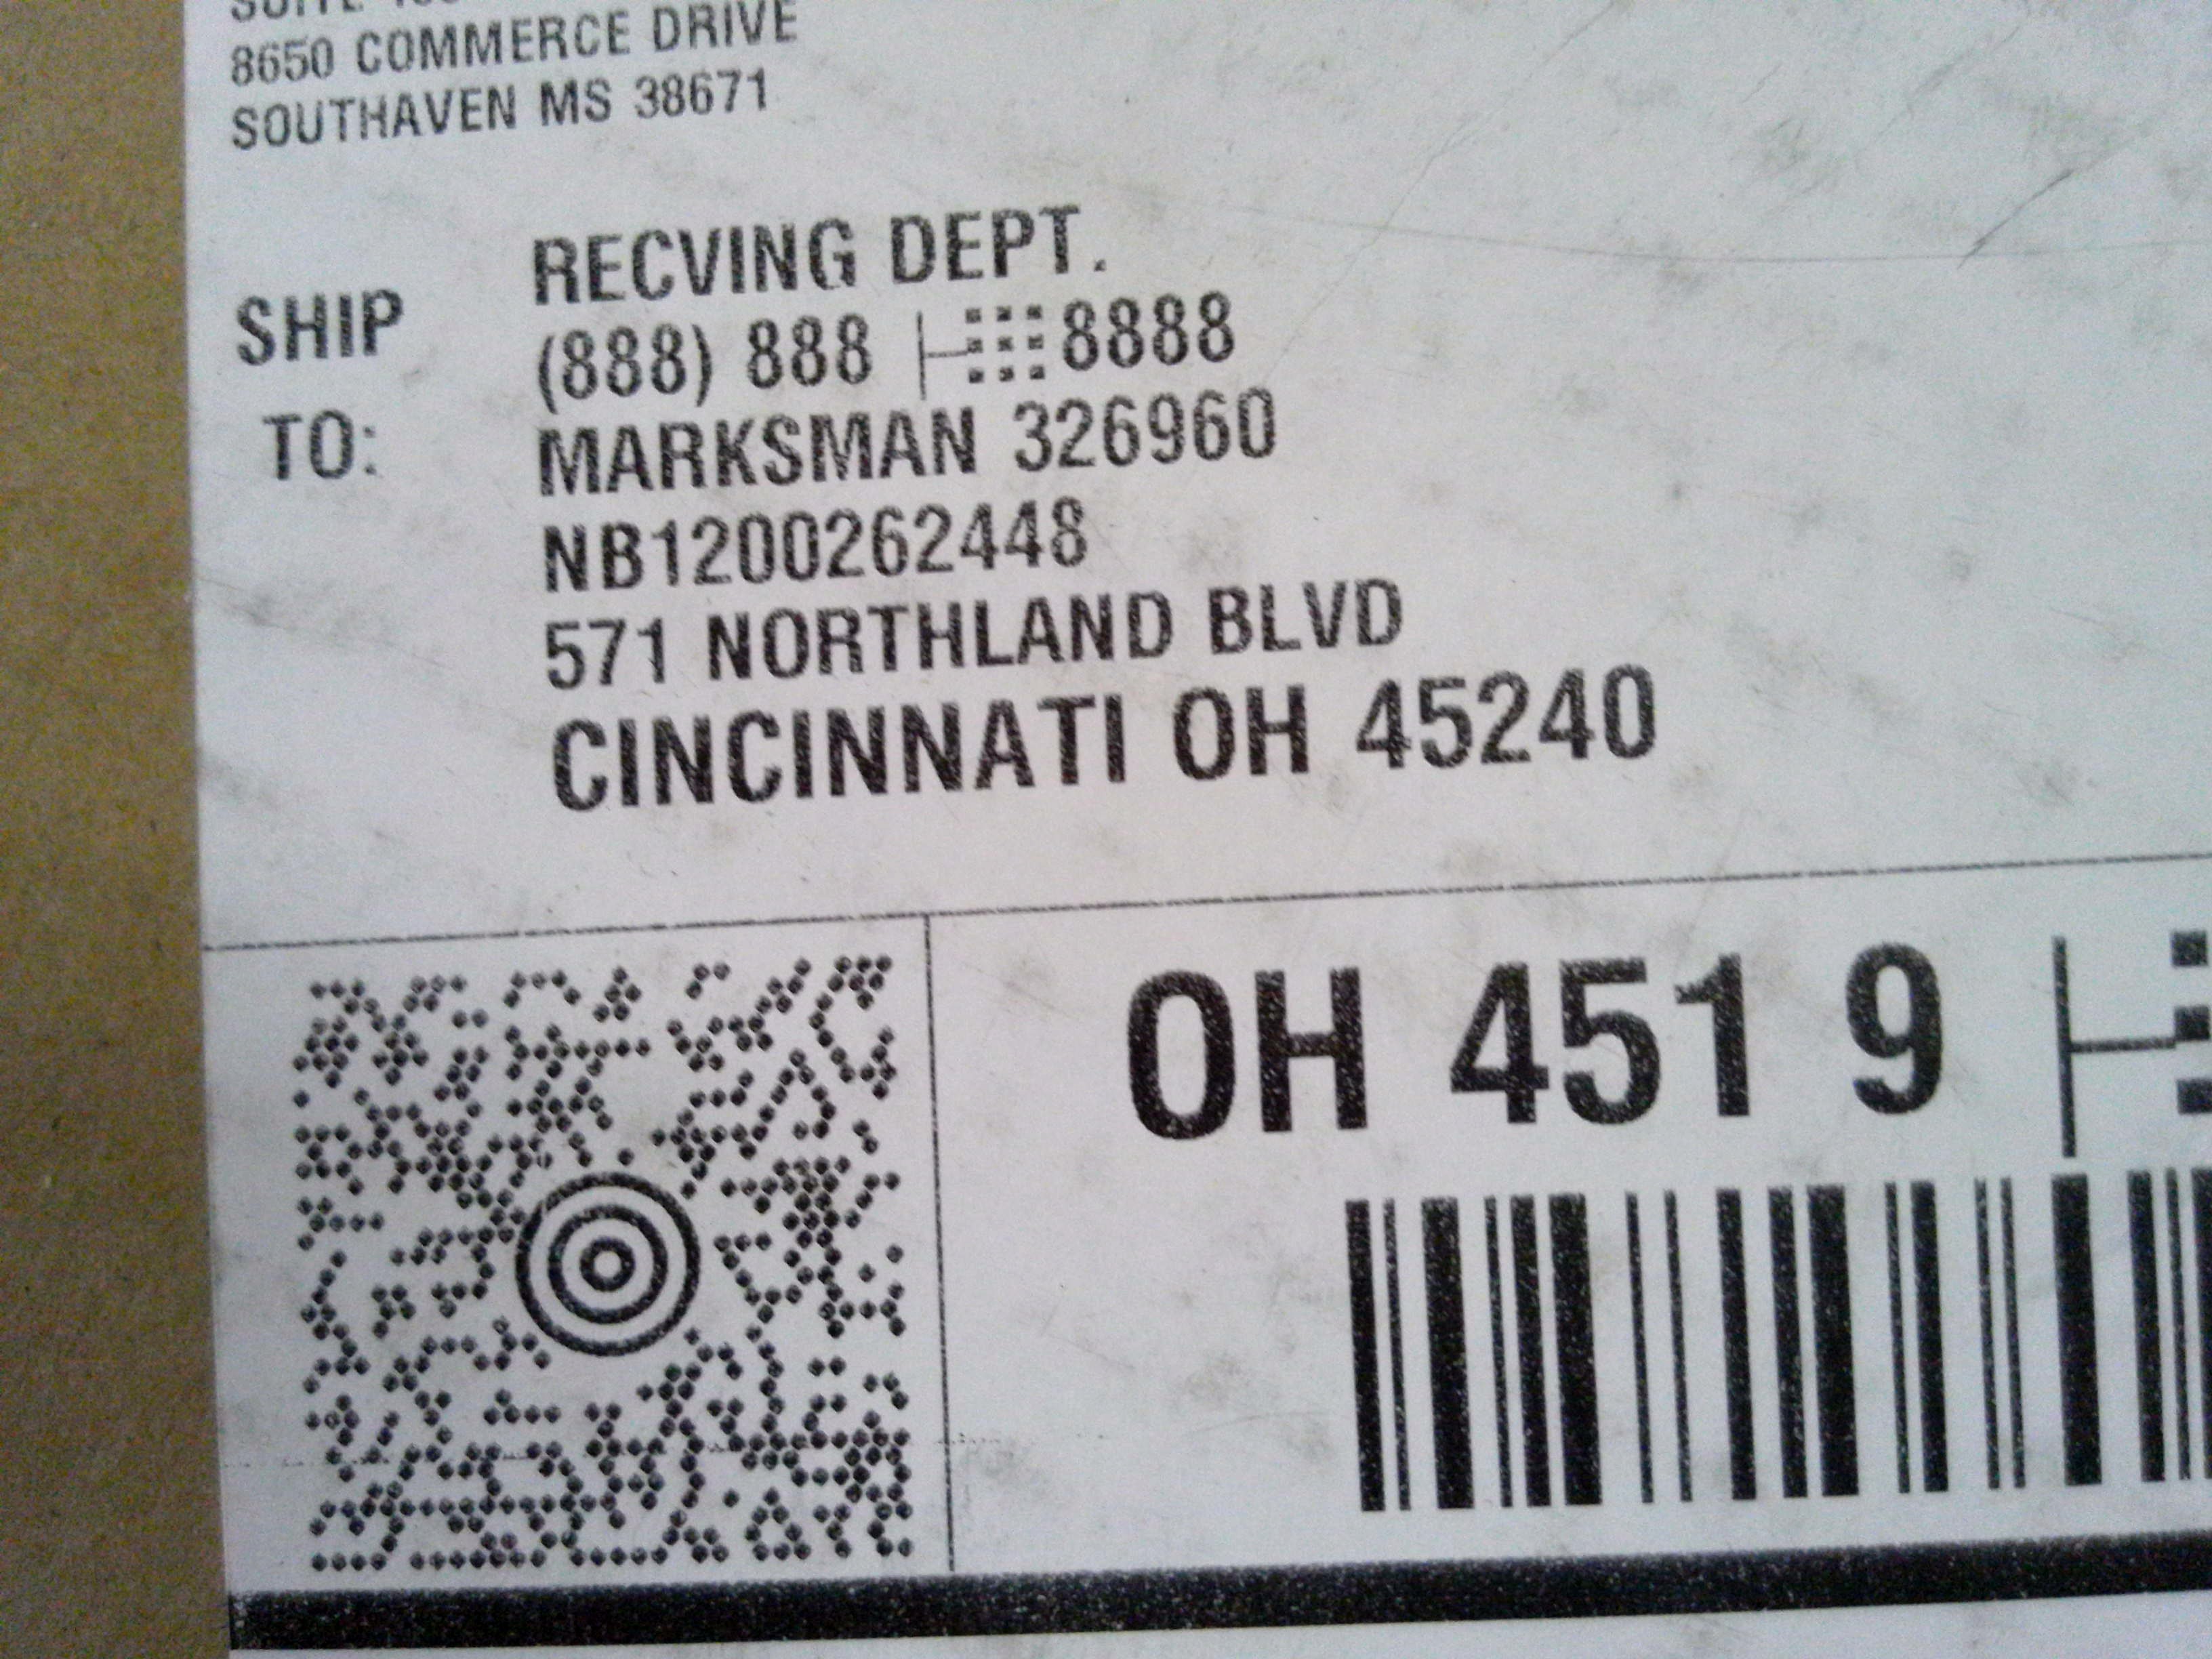 8650 COMMERCE DRIVE
SOUTHAVEN MS 38671
SHIP TO:
RECVING DEPT.
(888) 888 8888
MARKSMAN 326960
NB1200262448
571 NORTHLAND BLVD
CINCINNATI OH 45240
OH 451 9